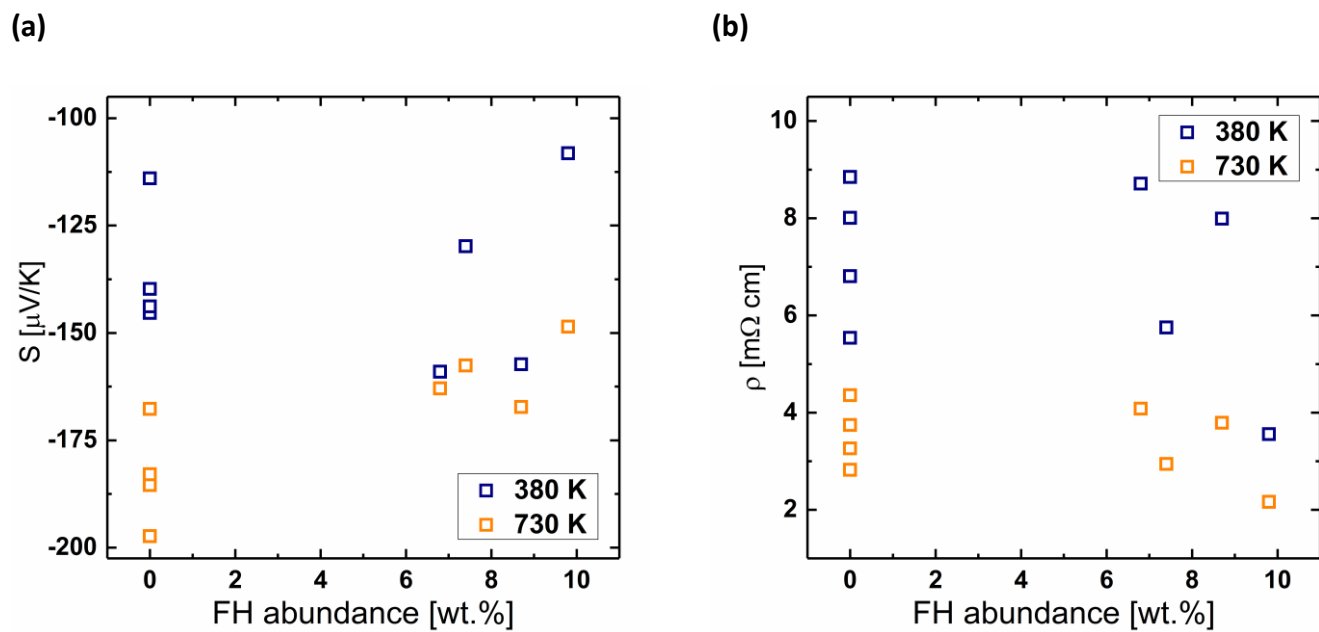 (a)
(b)
-100
-125
-150
-175
-200
S [µV/K]
0 2 4 6 8 10
FH abundance [wt.%]
380 K
730 K
10
8
6
4
2
ρ [mΩ cm]
0 2 4 6 8 10
FH abundance [wt.%]
380 K
730 K